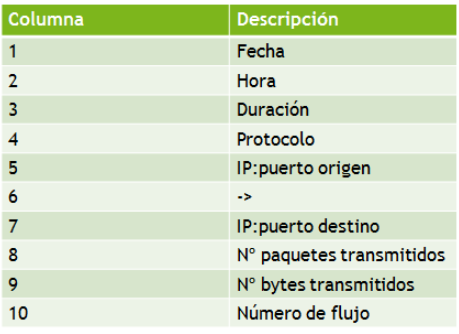 Columna Descripción
1 Fecha
2 Hora
3 Duración
4 Protocolo
5 IP:puerto origen
6 ->
7 IP:puerto destino
8 Nº paquetes transmitidos
9 Nº bytes transmitidos
10 Número de flujo